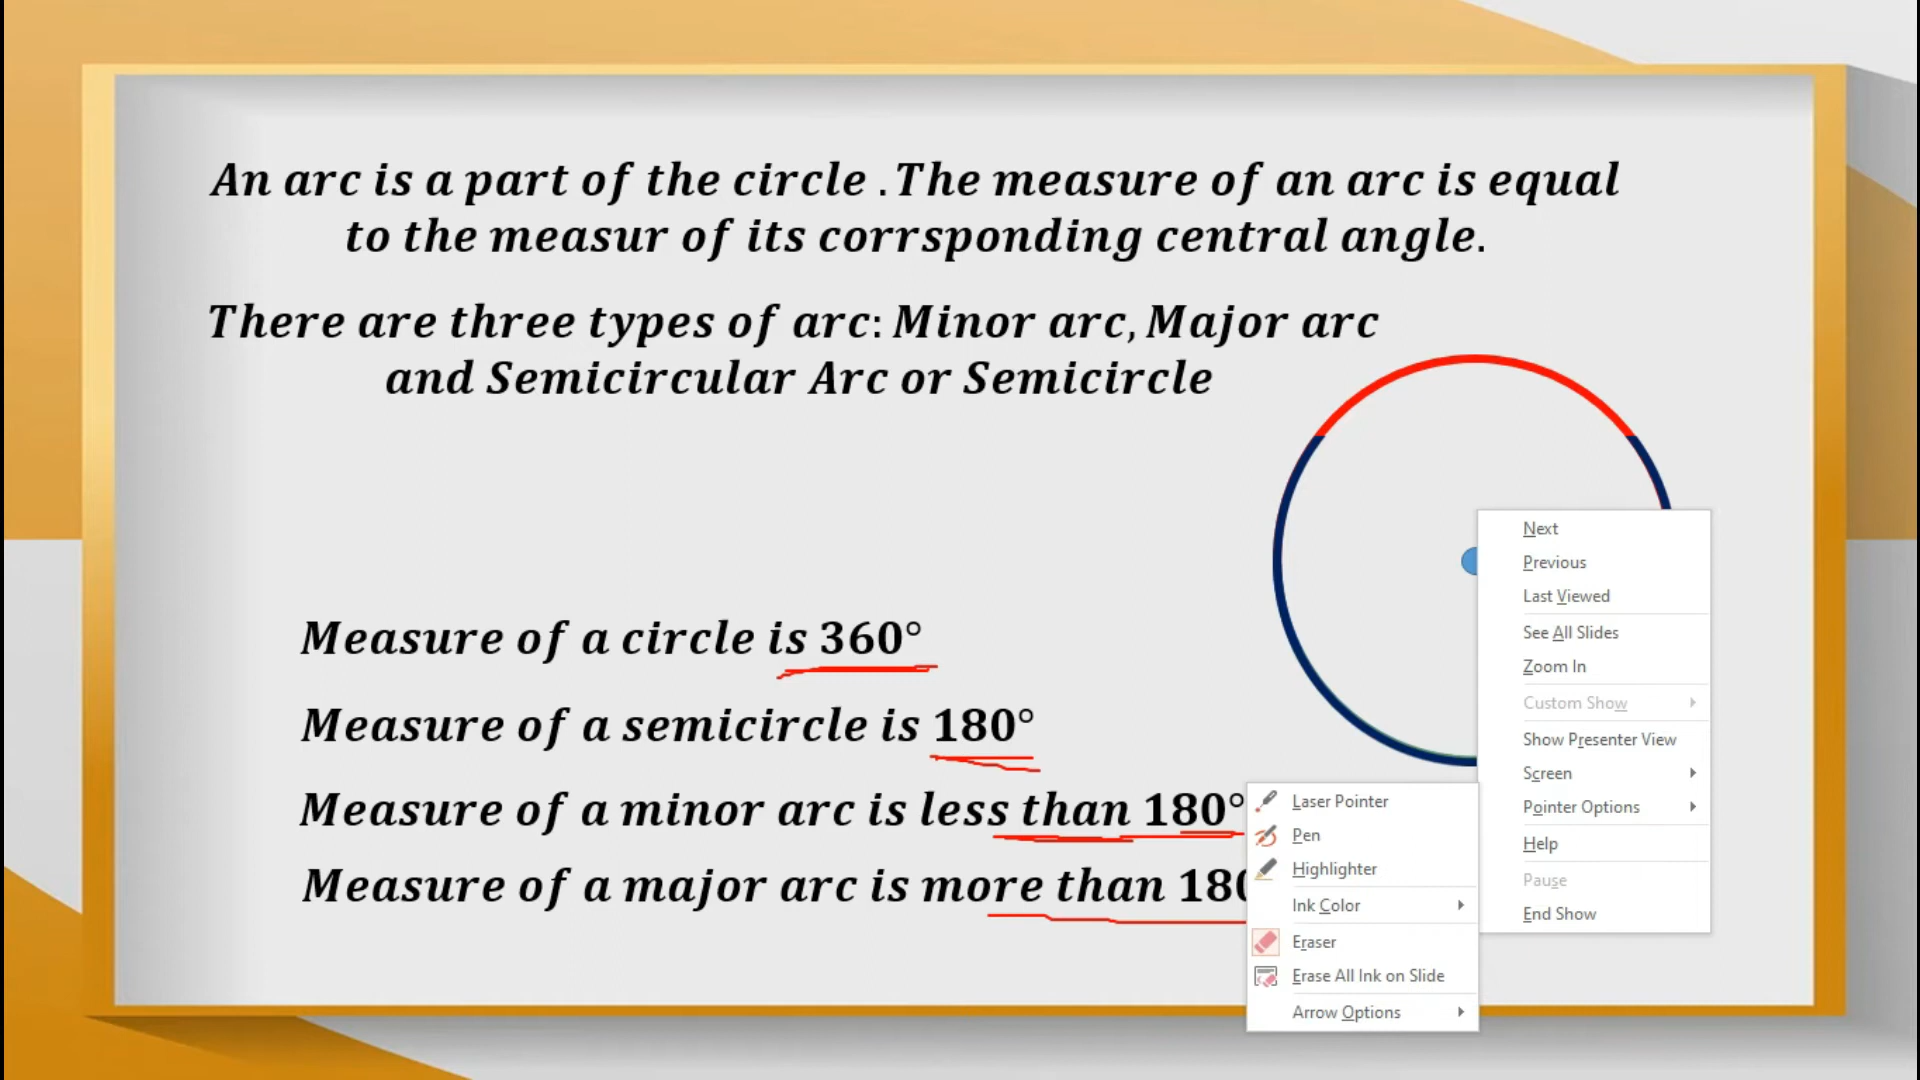 An arc is a part of the circle . The measure of an arc is equal
to the measur of its corrsponding central angle.
There are three types of arc: Minor arc, Major arc
and Semicircular Arc or Semicircle
Measure of a circle is 360°
Measure of a semicircle is 180°
Measure of a minor arc is less than 180°
Measure of a major arc is more than 180
Next
Previous
Last Viewed
See All Slides
Zoom In
Custom Show
Show Presenter View
Screen
Pointer Options
Help
Pause
End Show
Laser Pointer
Pen
Highlighter
Ink Color
Eraser
Erase All Ink on Slide
Arrow Options